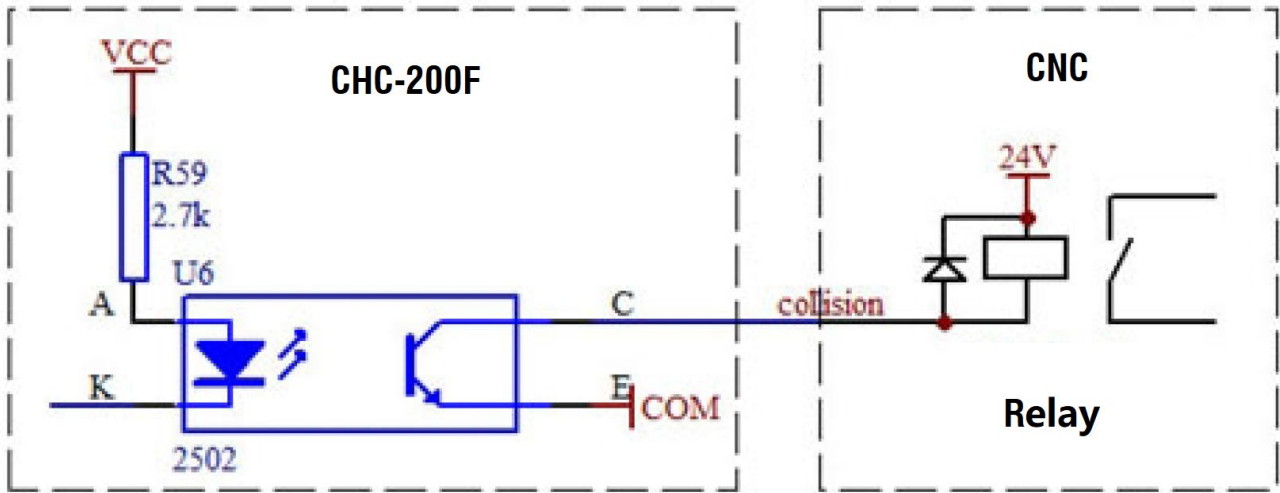 VCC
CHC-200F
CNC
R59
2.7k
24V
U6
A
C
collision
K
E
COM
Relay
2502